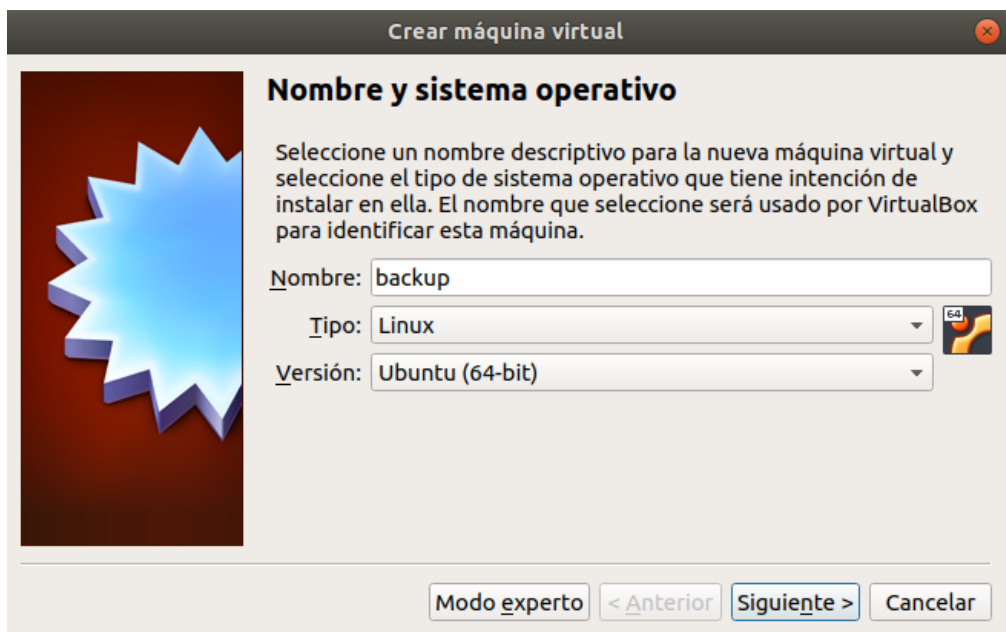 Crear máquina virtual
Nombre y sistema operativo
Seleccione un nombre descriptivo para la nueva máquina virtual y
seleccione el tipo de sistema operativo que tiene intención de
instalar en ella. El nombre que seleccione será usado por VirtualBox
para identificar esta máquina.
Nombre: backup
Tipo: Linux
64
Versión: Ubuntu (64-bit)
Modo experto < Anterior Siguiente > Cancelar